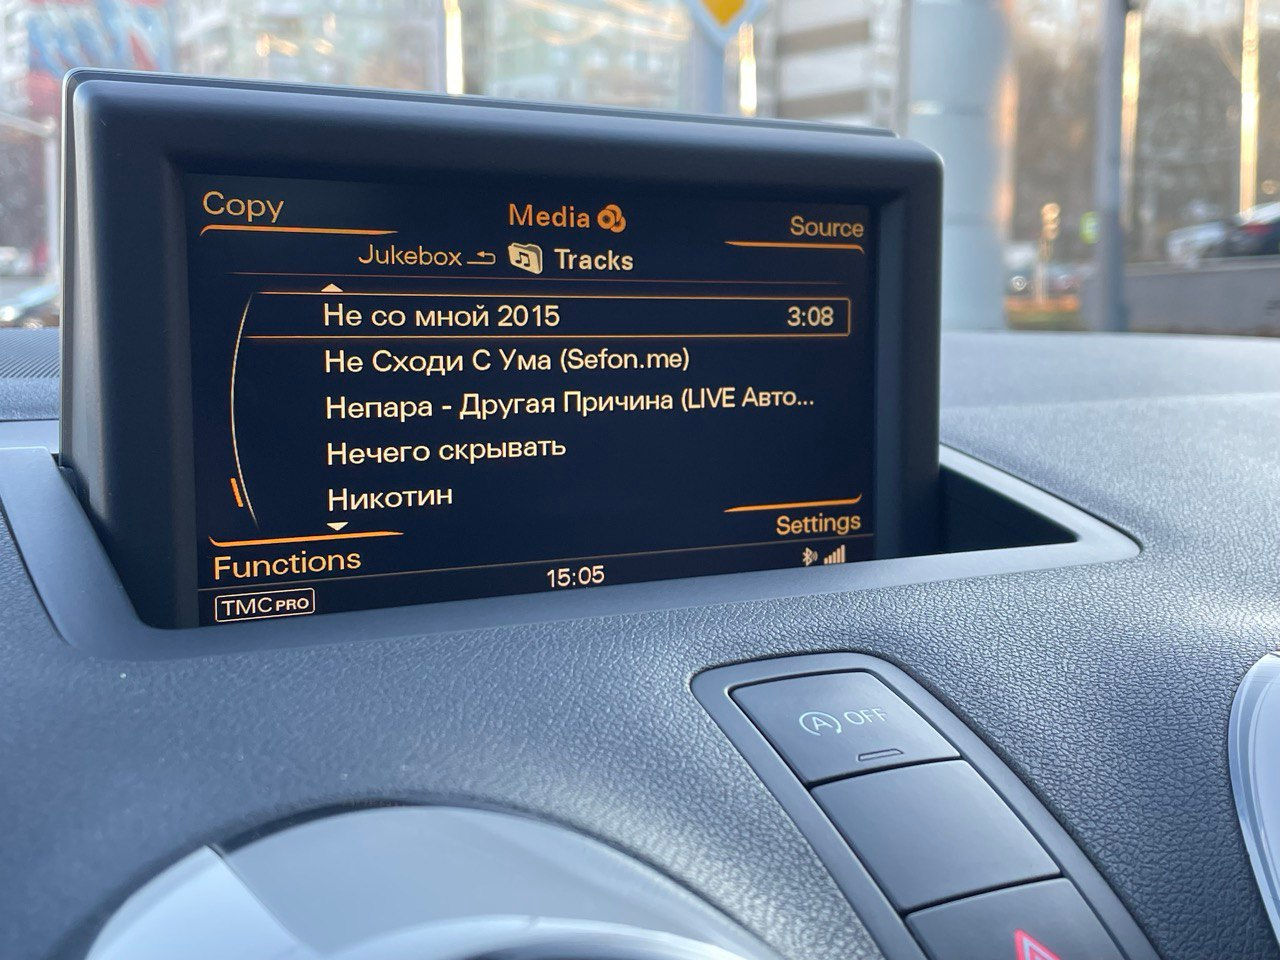 Copy
Media
Source
Jukebox
Tracks
Не со мной 2015 3:08
Не Сходи С Ума (Sefon.me)
Непара - Другая Причина (LIVE Авто...
Нечего скрывать
Никотин
Settings
Functions
15:05
TMC PRO
A OFF